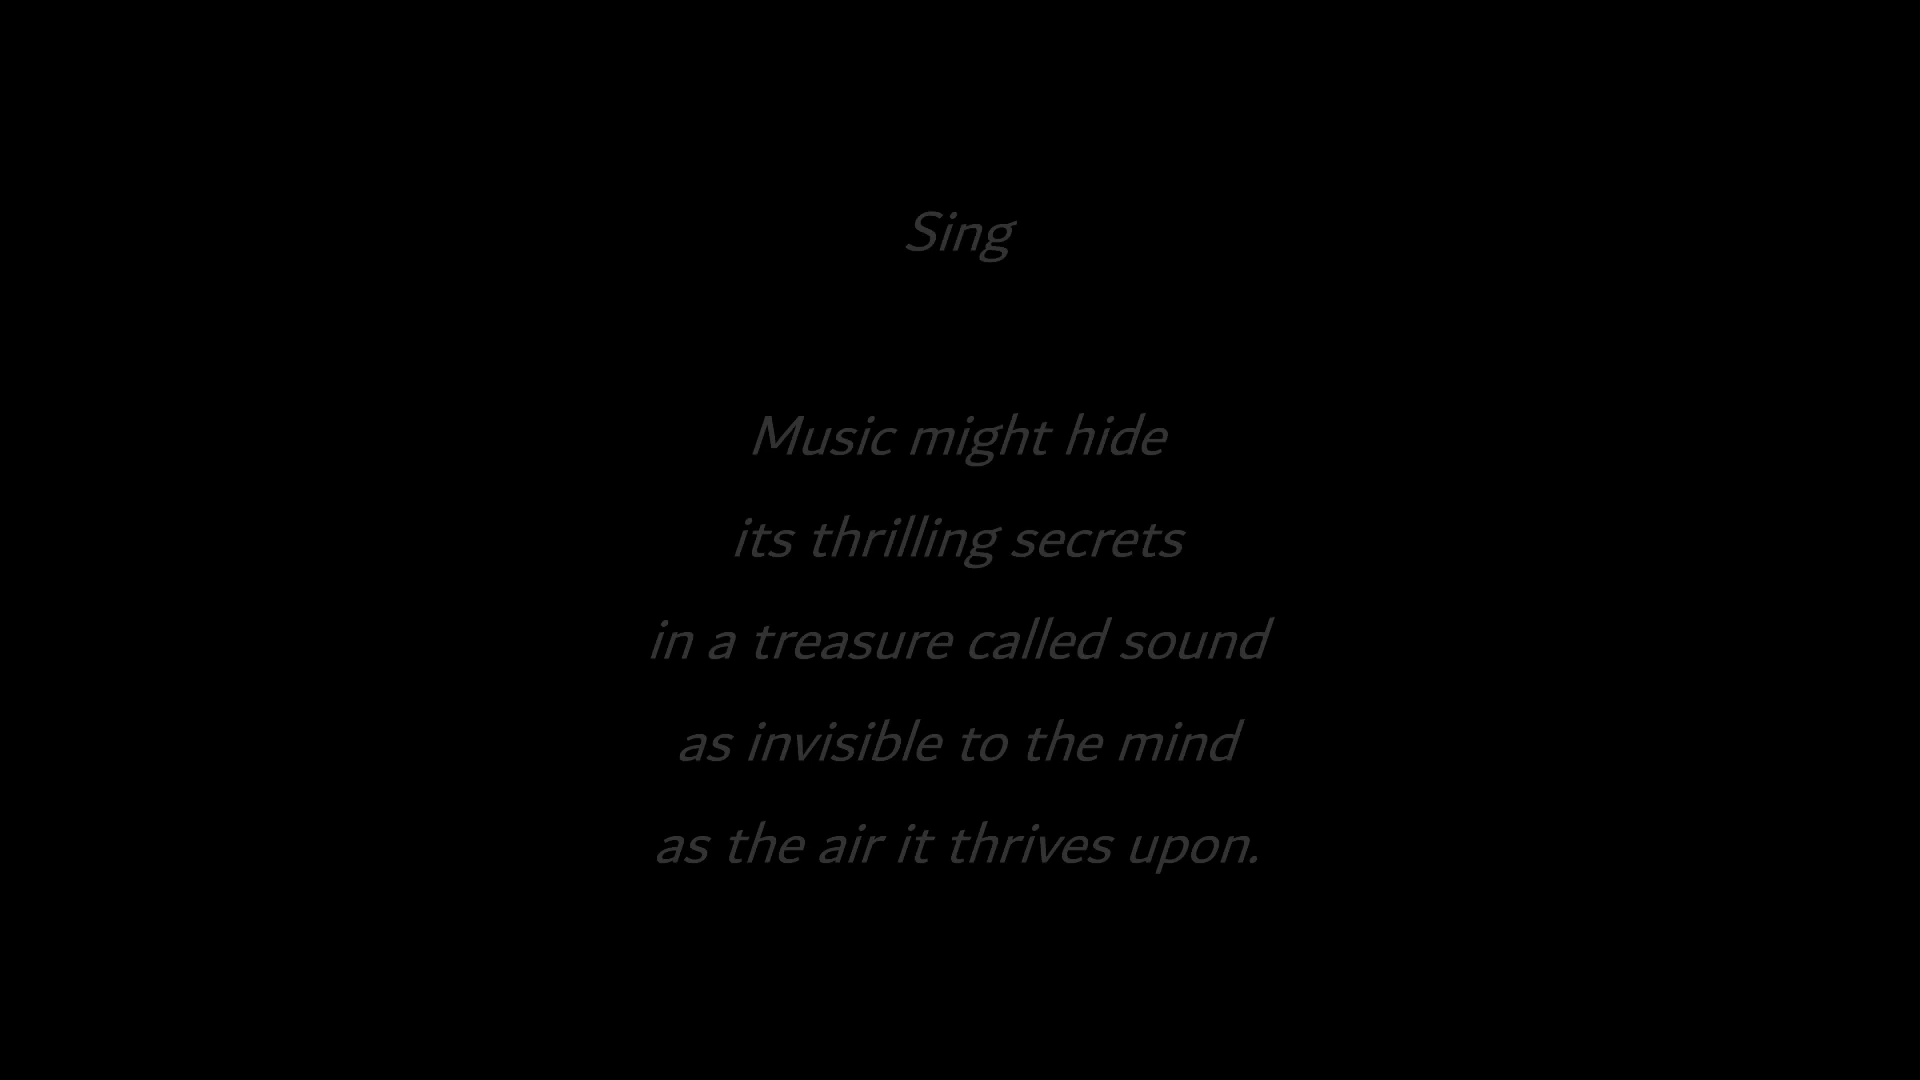 Sing
Music might hide
its thrilling secrets
in a treasure called sound
as invisible to the mind
as the air it thrives upon.